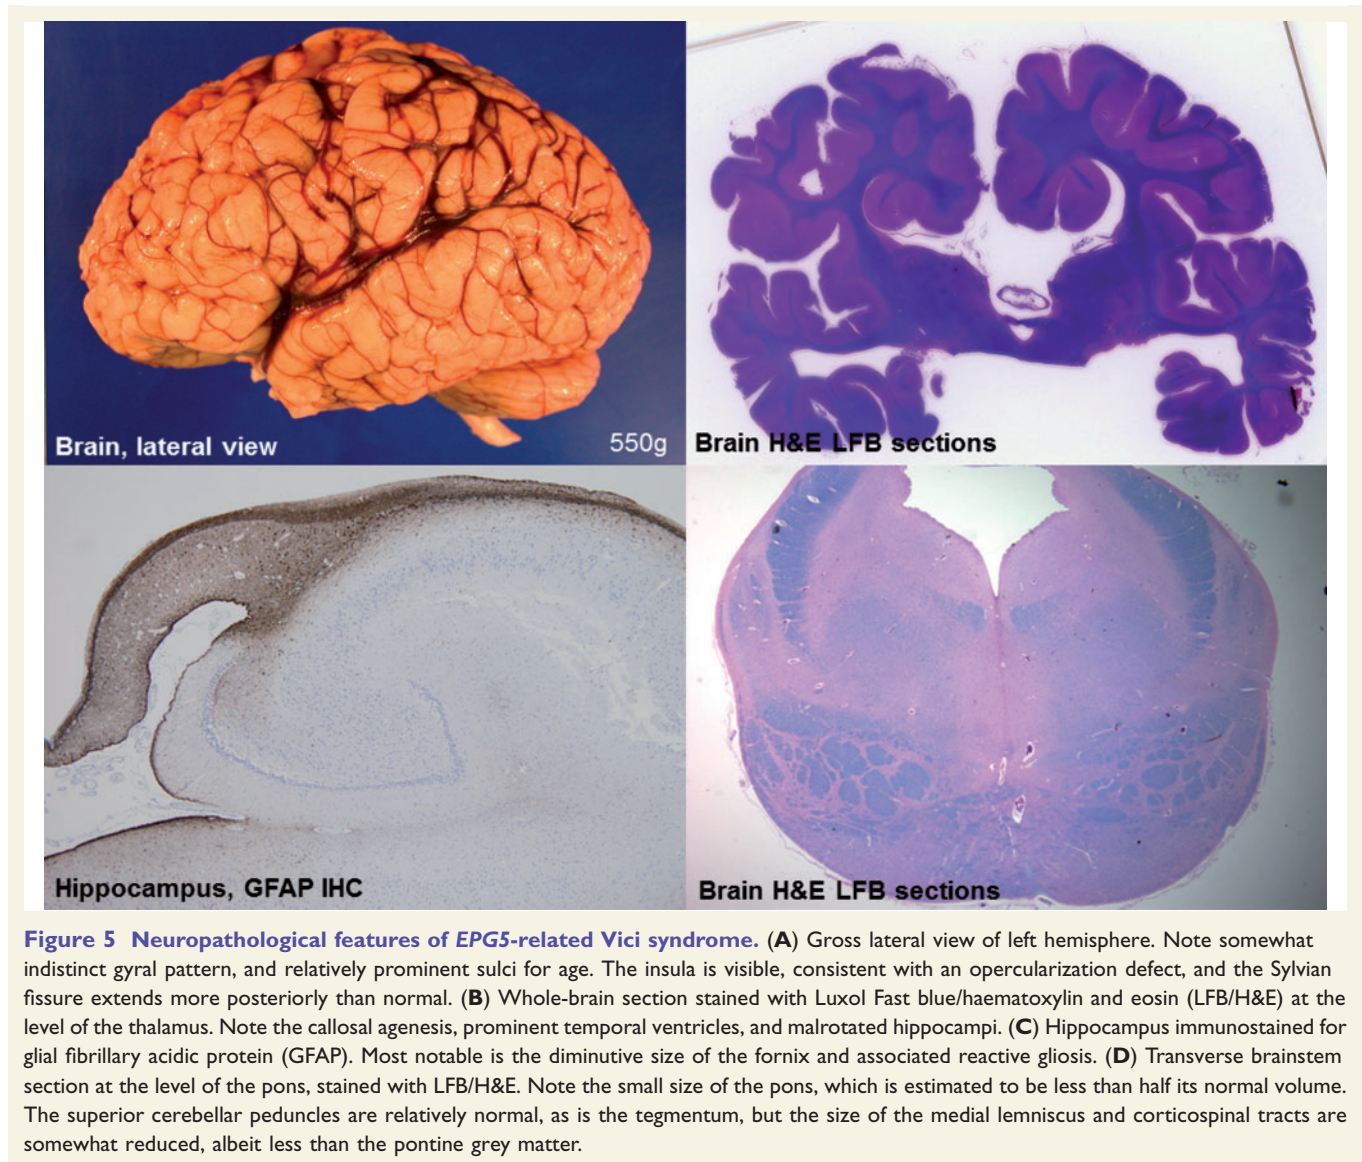 Brain, lateral view
550g
Brain H&E LFB sections
Hippocampus, GFAP IHC
Brain H&E LFB sections
Figure 5 Neuropathological features of EPG5-related Vici syndrome. (A) Gross lateral view of left hemisphere. Note somewhat
indistinct gyral pattern, and relatively prominent sulci for age. The insula is visible, consistent with an opercularization defect, and the Sylvian
fissure extends more posteriorly than normal. (B) Whole-brain section stained with Luxol Fast blue/haematoxylin and eosin (LFB/H&E) at the
level of the thalamus. Note the callosal agenesis, prominent temporal ventricles, and malrotated hippocampi. (C) Hippocampus immunostained for
glial fibrillary acidic protein (GFAP). Most notable is the diminutive size of the fornix and associated reactive gliosis. (D) Transverse brainstem
section at the level of the pons, stained with LFB/H&E. Note the small size of the pons, which is estimated to be less than half its normal volume.
The superior cerebellar peduncles are relatively normal, as is the tegmentum, but the size of the medial lemniscus and corticospinal tracts are
somewhat reduced, albeit less than the pontine grey matter.